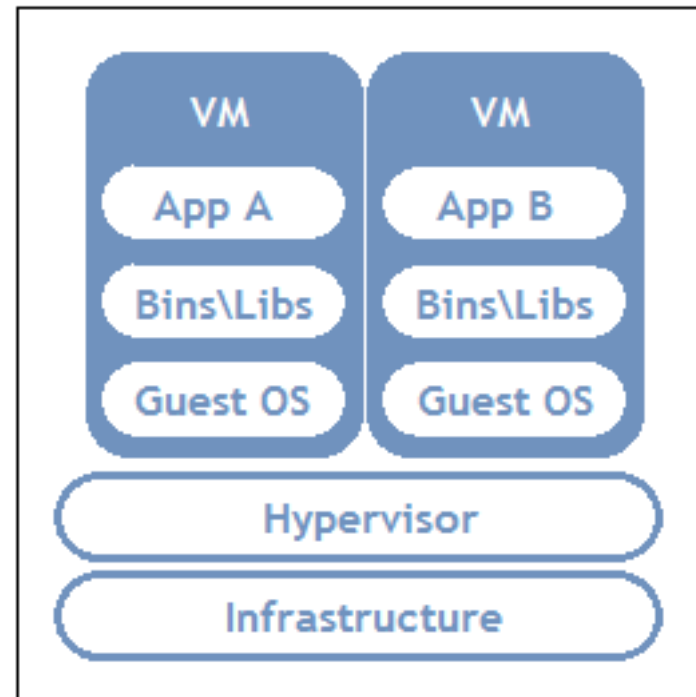 VM
App A
Bins\Libs
Guest OS
VM
App B
Bins\Libs
Guest OS
Hypervisor
Infrastructure